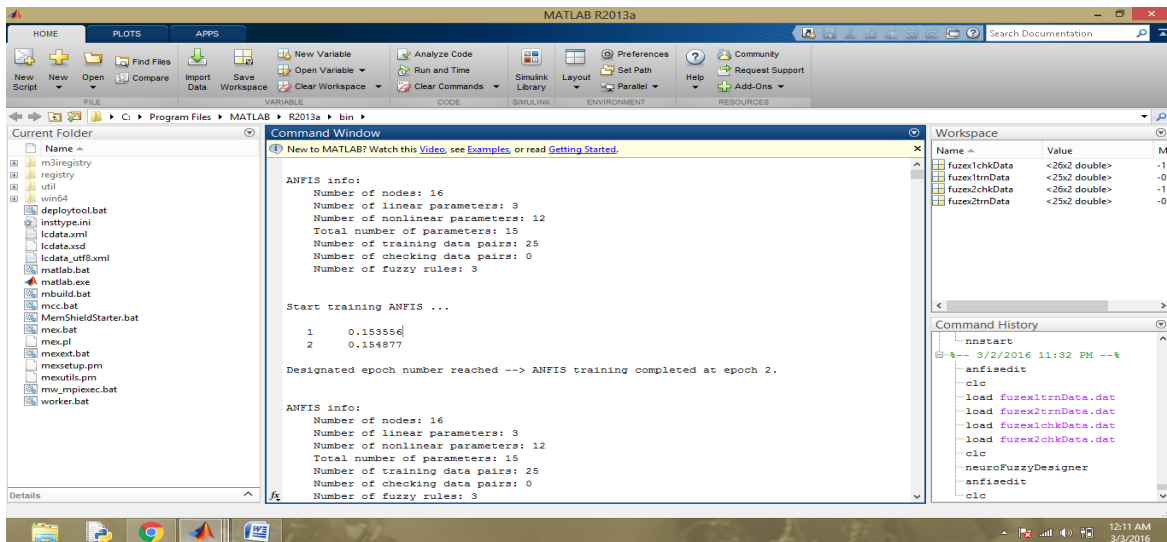 MATLAB R2013a
HOME PLOTS APPS
Search Documentation
New Script
New
Open
Find Files
Compare
Import Data
Save Workspace
New Variable
Open Variable
Clear Workspace
Analyze Code
Run and Time
Clear Commands
Simulink Library
Layout
Preferences
Set Path
Parallel
Help
Community
Request Support
Add-Ons
FILE VARIABLE CODE SIMULINK ENVIRONMENT RESOURCES
C: Program Files MATLAB R2013a bin
Current Folder
Name
m3iregistry
registry
util
win64
deploytool.bat
insttype.ini
lcdata.xml
lcdata.xsd
lcdata_utf8.xml
matlab.bat
matlab.exe
mbuild.bat
mcc.bat
MemShieldStarter.bat
mex.bat
mex.pl
mexext.bat
mexsetup.pm
mexutils.pm
mw_mpiexec.bat
worker.bat
Details
Command Window
New to MATLAB? Watch this Video, see Examples, or read Getting Started.
ANFIS info:
Number of nodes: 16
Number of linear parameters: 3
Number of nonlinear parameters: 12
Total number of parameters: 15
Number of training data pairs: 25
Number of checking data pairs: 0
Number of fuzzy rules: 3
Start training ANFIS ...
1 0.153556
2 0.154877
Designated epoch number reached --> ANFIS training completed at epoch 2.
ANFIS info:
Number of nodes: 16
Number of linear parameters: 3
Number of nonlinear parameters: 12
Total number of parameters: 15
Number of training data pairs: 25
Number of checking data pairs: 0
fx Number of fuzzy rules: 3
Workspace
Name Value M
fuzex1chkData <26x2 double> -1
fuzex1trnData <25x2 double> -0
fuzex2chkData <26x2 double> -1
fuzex2trnData <25x2 double> -0
Command History
nnstart
%-- 3/2/2016 11:32 PM --%
anfisedit
clc
load fuzex1trnData.dat
load fuzex2trnData.dat
load fuzex1chkData.dat
load fuzex2chkData.dat
clc
neuroFuzzyDesigner
anfisedit
clc
12:11 AM
3/3/2016